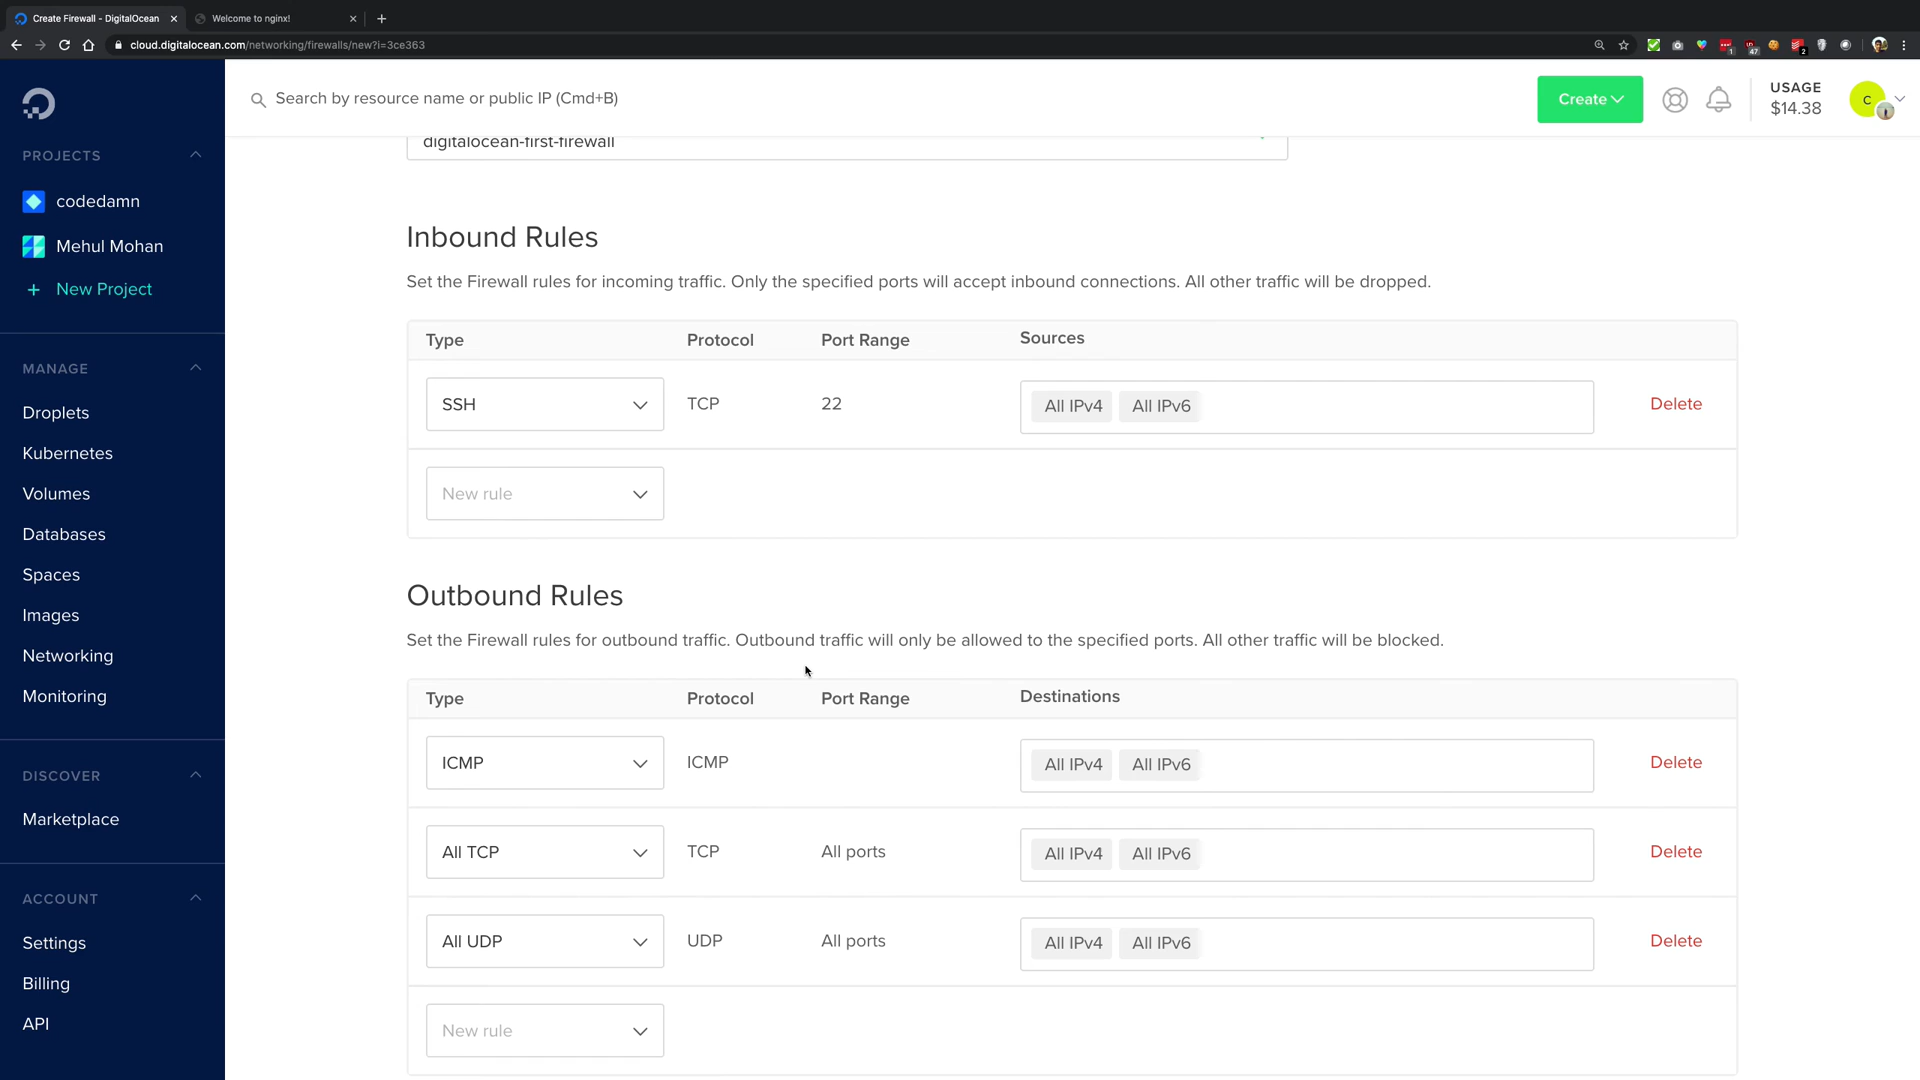 Create Firewall - DigitalOcean
Welcome to nginx!
cloud.digitalocean.com/networking/firewalls/new?i=3ce363
1
47
2
Search by resource name or public IP (Cmd+B)
Create
USAGE
$14.38
C
PROJECTS
codedamn
Mehul Mohan
+ New Project
MANAGE
Droplets
Kubernetes
Volumes
Databases
Spaces
Images
Networking
Monitoring
DISCOVER
Marketplace
ACCOUNT
Settings
Billing
API
digitalocean-first-firewall
Inbound Rules
Set the Firewall rules for incoming traffic. Only the specified ports will accept inbound connections. All other traffic will be dropped.
Type Protocol Port Range Sources
SSH TCP 22 All IPv4 All IPv6 Delete
New rule
Outbound Rules
Set the Firewall rules for outbound traffic. Outbound traffic will only be allowed to the specified ports. All other traffic will be blocked.
Type Protocol Port Range Destinations
ICMP ICMP All IPv4 All IPv6 Delete
All TCP TCP All ports All IPv4 All IPv6 Delete
All UDP UDP All ports All IPv4 All IPv6 Delete
New rule